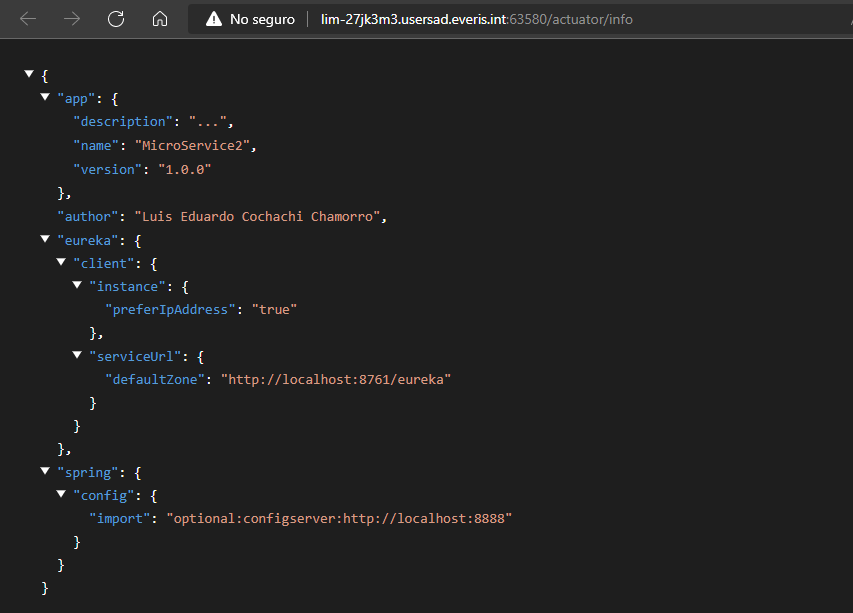 No seguro lim-27jk3m3.usersad.everis.int:63580/actuator/info
{
"app": {
"description": "...",
"name": "MicroService2",
"version": "1.0.0"
},
"author": "Luis Eduardo Cochachi Chamorro",
"eureka": {
"client": {
"instance": {
"preferIpAddress": "true"
},
"serviceUrl": {
"defaultZone": "http://localhost:8761/eureka"
}
}
},
"spring": {
"config": {
"import": "optional:configserver:http://localhost:8888"
}
}
}